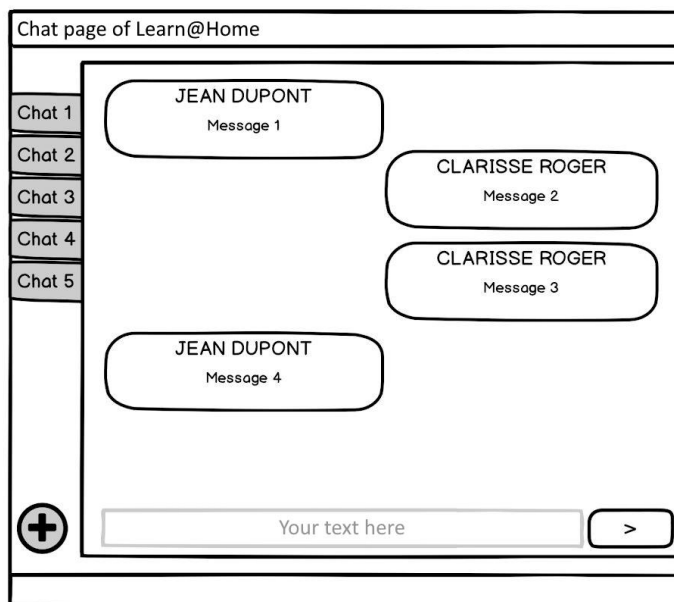 Chat page of Learn@Home
Chat 1
Chat 2
Chat 3
Chat 4
Chat 5
JEAN DUPONT
Message 1
CLARISSE ROGER
Message 2
CLARISSE ROGER
Message 3
JEAN DUPONT
Message 4
Your text here
>